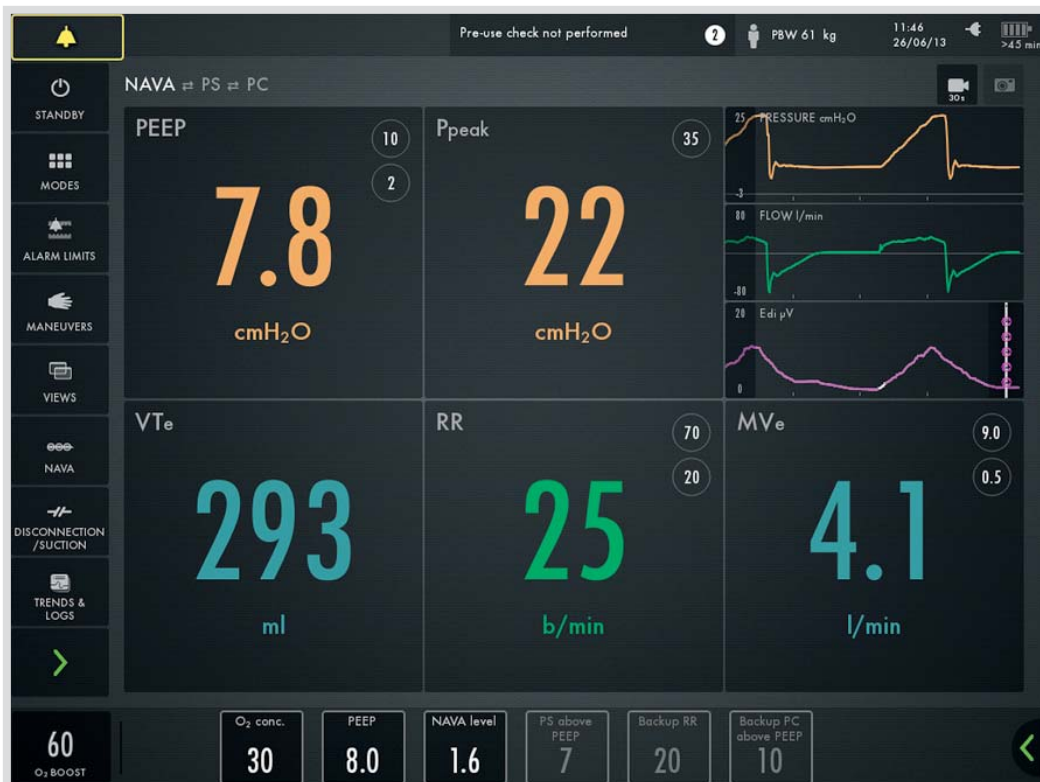 Pre-use check not performed
2
PBW 61 kg
11:46
26/06/13
>45 min
STANDBY
MODES
ALARM LIMITS
MANEUVERS
VIEWS
NAVA
DISCONNECTION
/SUCTION
TRENDS &
LOGS
60
O₂ BOOST
NAVA ⇄ PS ⇄ PC
30s
PEEP
10
2
7.8
cmH₂O
Ppeak
35
22
cmH₂O
25
PRESSURE cmH₂O
-3
80
FLOW l/min
-80
20
Edi µV
0
VTe
293
ml
RR
70
20
25
b/min
MVe
9.0
0.5
4.1
l/min
O₂ conc.
30
PEEP
8.0
NAVA level
1.6
PS above
PEEP
7
Backup RR
20
Backup PC
above PEEP
10